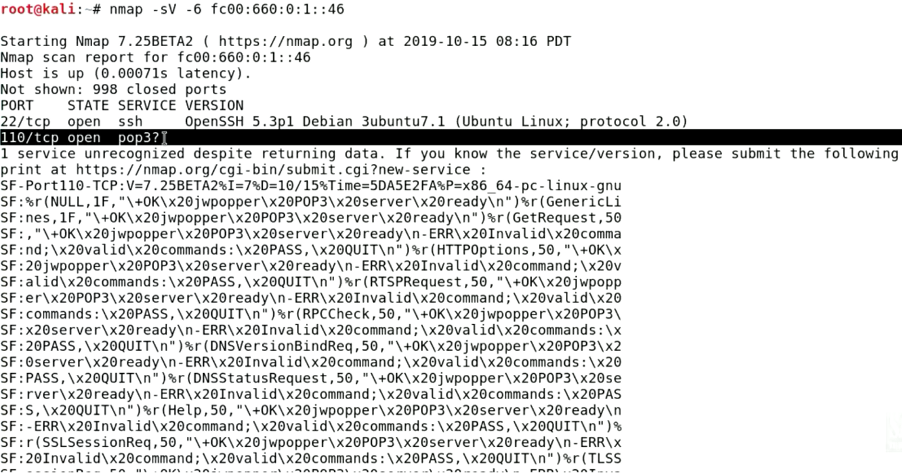 root@kali:~# nmap -sV -6 fc00:660:0:1::46
Starting Nmap 7.25BETA2 ( https://nmap.org ) at 2019-10-15 08:16 PDT
Nmap scan report for fc00:660:0:1::46
Host is up (0.00071s latency).
Not shown: 998 closed ports
PORT    STATE SERVICE VERSION
22/tcp  open  ssh     OpenSSH 5.3p1 Debian 3ubuntu7.1 (Ubuntu Linux; protocol 2.0)
110/tcp open  pop3?
1 service unrecognized despite returning data. If you know the service/version, please submit the following
print at https://nmap.org/cgi-bin/submit.cgi?new-service :
SF-Port110-TCP:V=7.25BETA2%I=7%D=10/15%Time=5DA5E2FA%P=x86_64-pc-linux-gnu
SF:%r(NULL,1F,"\+OK\x20jwpopper\x20POP3\x20server\x20ready\n")%r(GenericLi
SF:nes,1F,"\+OK\x20jwpopper\x20POP3\x20server\x20ready\n")%r(GetRequest,50
SF:,"\+OK\x20jwpopper\x20POP3\x20server\x20ready\n-ERR\x20Invalid\x20comma
SF:nd;\x20valid\x20commands:\x20PASS,\x20QUIT\n")%r(HTTPOptions,50,"\+OK\x
SF:20jwpopper\x20POP3\x20server\x20ready\n-ERR\x20Invalid\x20command;\x20v
SF:alid\x20commands:\x20PASS,\x20QUIT\n")%r(RTSPRequest,50,"\+OK\x20jwpopp
SF:er\x20POP3\x20server\x20ready\n-ERR\x20Invalid\x20command;\x20valid\x20
SF:commands:\x20PASS,\x20QUIT\n")%r(RPCCheck,50,"\+OK\x20jwpopper\x20POP3\
SF:x20server\x20ready\n-ERR\x20Invalid\x20command;\x20valid\x20commands:\x
SF:20PASS,\x20QUIT\n")%r(DNSVersionBindReq,50,"\+OK\x20jwpopper\x20POP3\x2
SF:0server\x20ready\n-ERR\x20Invalid\x20command;\x20valid\x20commands:\x20
SF:PASS,\x20QUIT\n")%r(DNSStatusRequest,50,"\+OK\x20jwpopper\x20POP3\x20se
SF:rver\x20ready\n-ERR\x20Invalid\x20command;\x20valid\x20commands:\x20PAS
SF:S,\x20QUIT\n")%r(Help,50,"\+OK\x20jwpopper\x20POP3\x20server\x20ready\n
SF:-ERR\x20Invalid\x20command;\x20valid\x20commands:\x20PASS,\x20QUIT\n")%
SF:r(SSLSessionReq,50,"\+OK\x20jwpopper\x20POP3\x20server\x20ready\n-ERR\x
SF:20Invalid\x20command;\x20valid\x20commands:\x20PASS,\x20QUIT\n")%r(TLSS